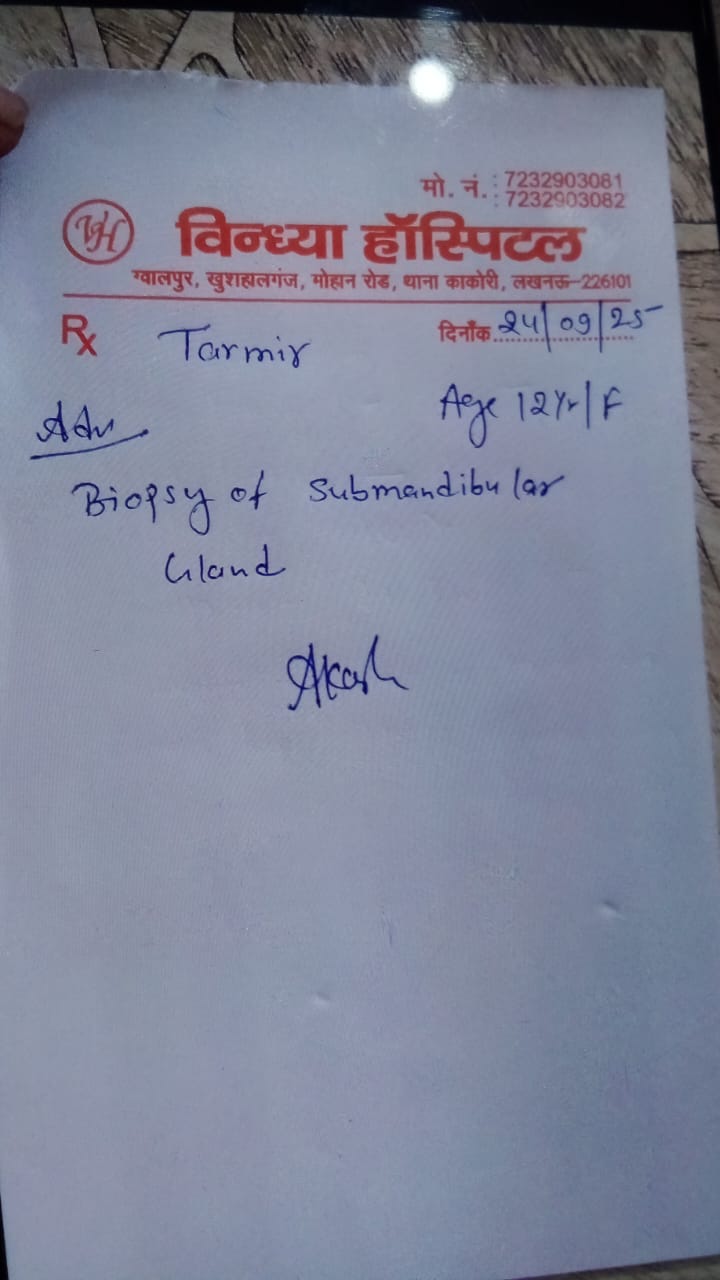 मो. नं. : 7232903081
: 7232903082
VH विन्ध्या हॉस्पिटल
ग्वालपुर, खुशहालगंज, मोहान रोड, थाना काकोरी, लखनऊ-226101
Rx Tarmir दिनाँक 24/09/25
Adv Age 12Yr/F
Biopsy of Submandibular
Gland
Akash